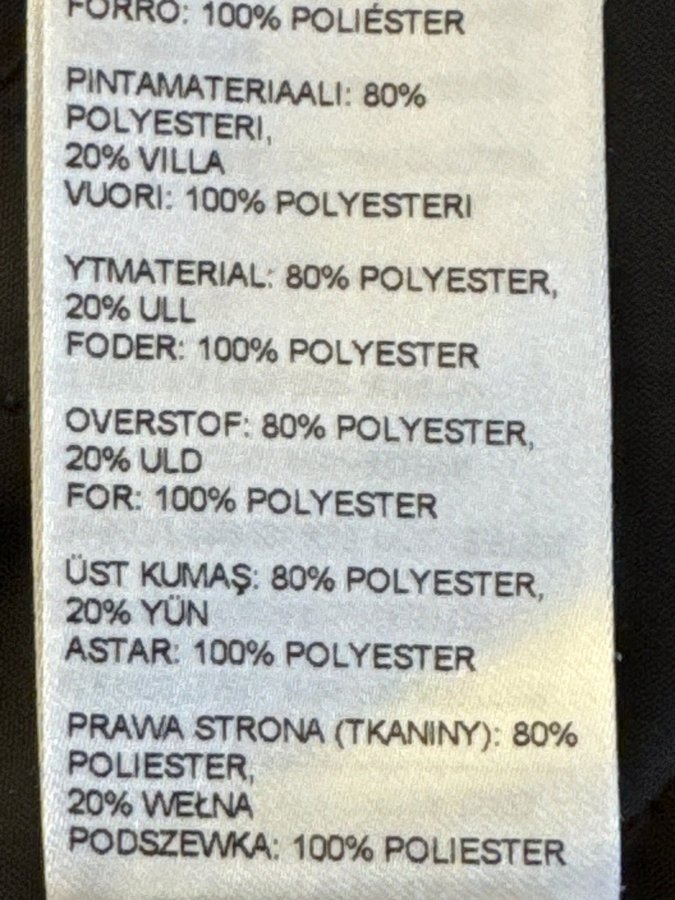 FORRO: 100% POLIÉSTER
PINTAMATERIAALI: 80%
POLYESTERI,
20% VILLA
VUORI: 100% POLYESTERI
YTMATERIAL: 80% POLYESTER,
20% ULL
FODER: 100% POLYESTER
OVERSTOF: 80% POLYESTER,
20% ULD
FOR: 100% POLYESTER
ÜST KUMAŞ: 80% POLYESTER,
20% YÜN
ASTAR: 100% POLYESTER
PRAWA STRONA (TKANINY): 80%
POLIESTER,
20% WEŁNA
PODSZEWKA: 100% POLIESTER